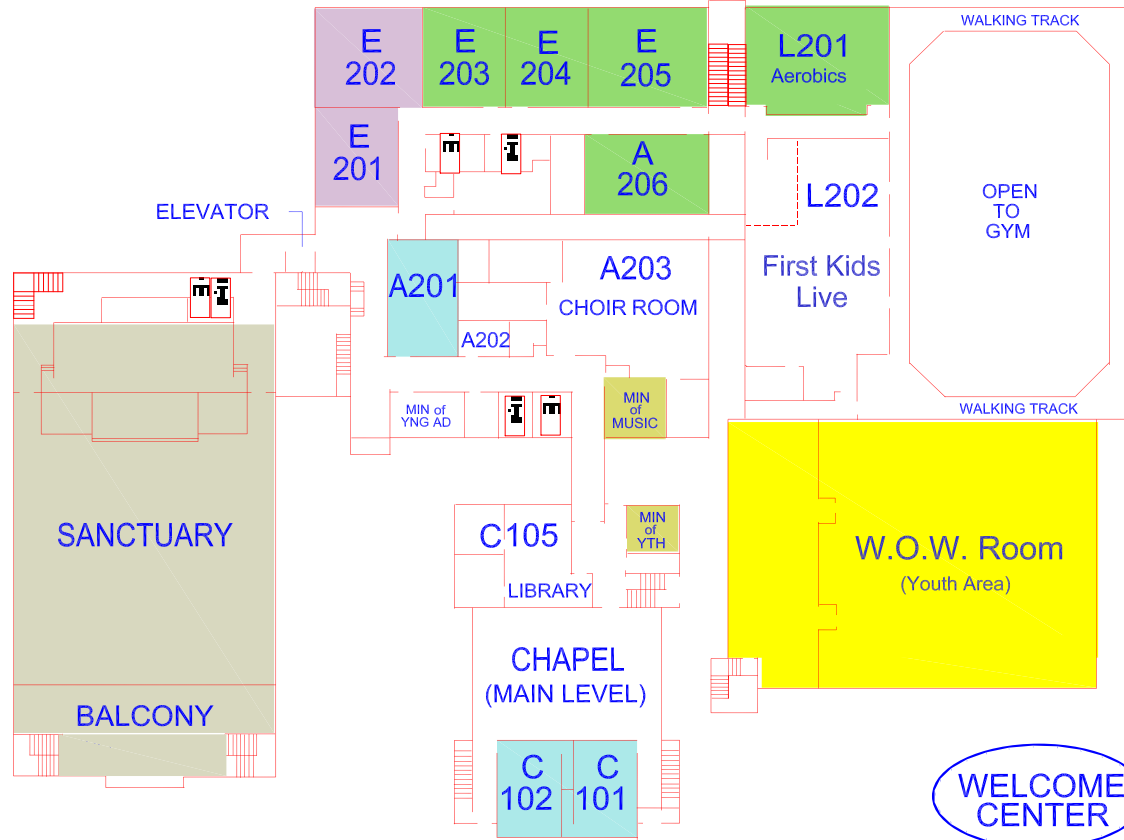 WALKING TRACK
E
202
E
203
E
204
E
205
L201
Aerobics
E
201
A
206
L202
OPEN
TO
GYM
ELEVATOR
First Kids
Live
A201
A203
CHOIR ROOM
A202
MIN of
YNG AD
MIN
of
MUSIC
WALKING TRACK
SANCTUARY
C105
MIN
of
YTH
W.O.W. Room
(Youth Area)
LIBRARY
CHAPEL
(MAIN LEVEL)
BALCONY
C
102
C
101
WELCOME
CENTER